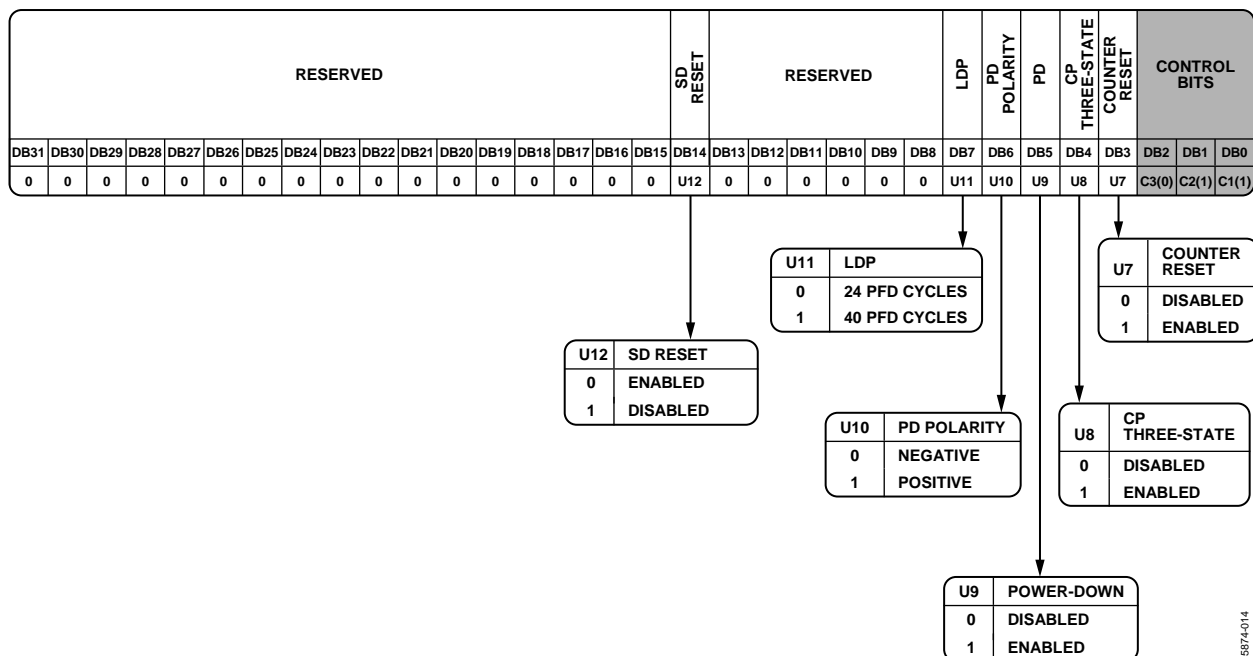 RESERVED
SD RESET
RESERVED
LDP
PD POLARITY
PD
CP THREE-STATE
COUNTER RESET
CONTROL BITS
DB31 DB30 DB29 DB28 DB27 DB26 DB25 DB24 DB23 DB22 DB21 DB20 DB19 DB18 DB17 DB16 DB15 DB14 DB13 DB12 DB11 DB10 DB9 DB8 DB7 DB6 DB5 DB4 DB3 DB2 DB1 DB0
0 0 0 0 0 0 0 0 0 0 0 0 0 0 0 0 0 U12 0 0 0 0 0 0 U11 U10 U9 U8 U7 C3(0) C2(1) C1(1)
U11 LDP
0 24 PFD CYCLES
1 40 PFD CYCLES
U7 COUNTER RESET
0 DISABLED
1 ENABLED
U12 SD RESET
0 ENABLED
1 DISABLED
U10 PD POLARITY
0 NEGATIVE
1 POSITIVE
U8 CP THREE-STATE
0 DISABLED
1 ENABLED
U9 POWER-DOWN
0 DISABLED
1 ENABLED
5874-014